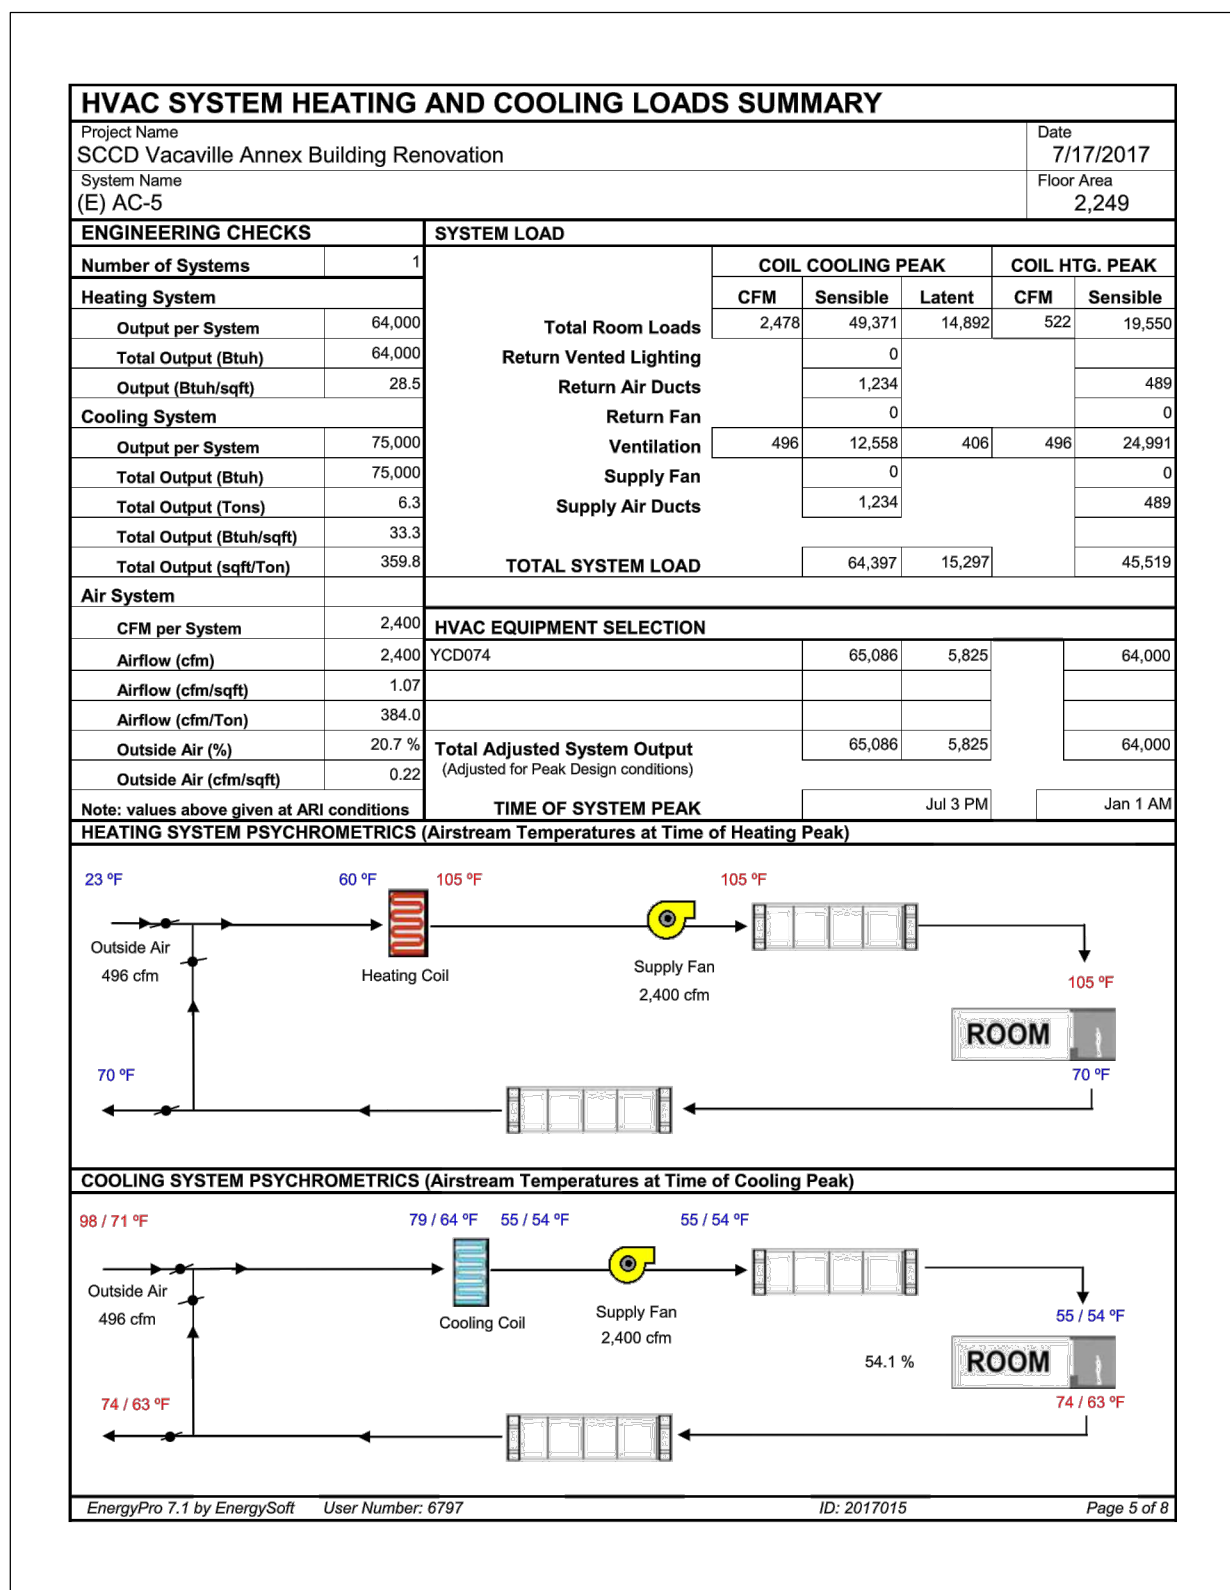 HVAC SYSTEM HEATING AND COOLING LOADS SUMMARY
Project Name
SCCD Vacaville Annex Building Renovation
Date
7/17/2017
System Name
(E) AC-5
Floor Area
2,249
ENGINEERING CHECKS
Number of Systems 1
Heating System
Output per System 64,000
Total Output (Btuh) 64,000
Output (Btuh/sqft) 28.5
Cooling System
Output per System 75,000
Total Output (Btuh) 75,000
Total Output (Tons) 6.3
Total Output (Btuh/sqft) 33.3
Total Output (sqft/Ton) 359.8
Air System
CFM per System 2,400
Airflow (cfm) 2,400
Airflow (cfm/sqft) 1.07
Airflow (cfm/Ton) 384.0
Outside Air (%) 20.7 %
Outside Air (cfm/sqft) 0.22
Note: values above given at ARI conditions
SYSTEM LOAD
COIL COOLING PEAK COIL HTG. PEAK
CFM Sensible Latent CFM Sensible
Total Room Loads 2,478 49,371 14,892 522 19,550
Return Vented Lighting 0
Return Air Ducts 1,234 489
Return Fan 0 0
Ventilation 496 12,558 406 496 24,991
Supply Fan 0 0
Supply Air Ducts 1,234 489
TOTAL SYSTEM LOAD 64,397 15,297 45,519
HVAC EQUIPMENT SELECTION
YCD074 65,086 5,825 64,000
Total Adjusted System Output 65,086 5,825 64,000
(Adjusted for Peak Design conditions)
TIME OF SYSTEM PEAK Jul 3 PM Jan 1 AM
HEATING SYSTEM PSYCHROMETRICS (Airstream Temperatures at Time of Heating Peak)
23 ºF 60 ºF 105 ºF 105 ºF
Outside Air
496 cfm
Heating Coil
Supply Fan
2,400 cfm
105 ºF
ROOM
70 ºF 70 ºF
COOLING SYSTEM PSYCHROMETRICS (Airstream Temperatures at Time of Cooling Peak)
98 / 71 ºF 79 / 64 ºF 55 / 54 ºF 55 / 54 ºF
Outside Air
496 cfm
Cooling Coil
Supply Fan
2,400 cfm
55 / 54 ºF
54.1 % ROOM
74 / 63 ºF 74 / 63 ºF
EnergyPro 7.1 by EnergySoft User Number: 6797 ID: 2017015 Page 5 of 8